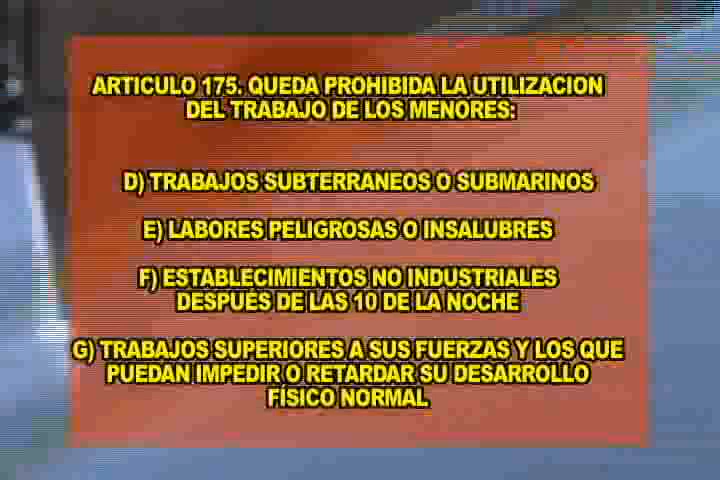 ARTICULO 175. QUEDA PROHIBIDA LA UTILIZACION
DEL TRABAJO DE LOS MENORES:
D) TRABAJOS SUBTERRANEOS O SUBMARINOS
E) LABORES PELIGROSAS O INSALUBRES
F) ESTABLECIMIENTOS NO INDUSTRIALES
DESPUÉS DE LAS 10 DE LA NOCHE
G) TRABAJOS SUPERIORES A SUS FUERZAS Y LOS QUE
PUEDAN IMPEDIR O RETARDAR SU DESARROLLO
FÍSICO NORMAL